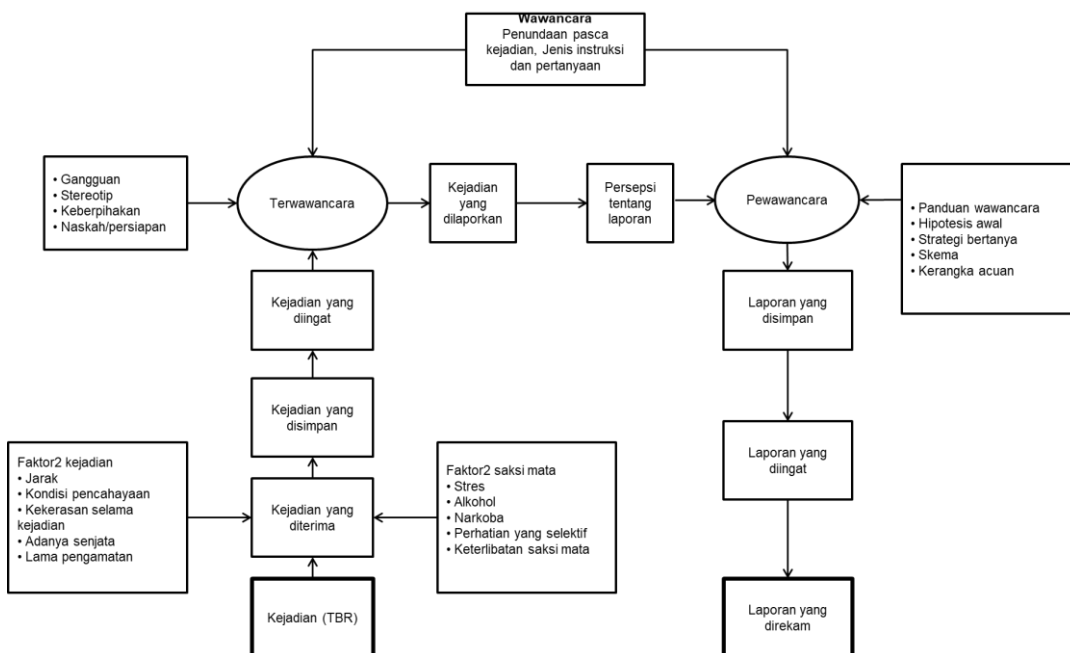 Wawancara
Penundaan pasca
kejadian, Jenis instruksi
dan pertanyaan
• Gangguan
• Stereotip
• Keberpihakan
• Naskah/persiapan
Terwawancara
Kejadian
yang
dilaporkan
Persepsi
tentang
laporan
Pewawancara
• Panduan wawancara
• Hipotesis awal
• Strategi bertanya
• Skema
• Kerangka acuan
Kejadian yang
diingat
Laporan yang
disimpan
Kejadian yang
disimpan
Laporan yang
diingat
Faktor2 kejadian
• Jarak
• Kondisi pencahayaan
• Kekerasan selama
kejadian
• Adanya senjata
• Lama pengamatan
Kejadian yang
diterima
Faktor2 saksi mata
• Stres
• Alkohol
• Narkoba
• Perhatian yang selektif
• Keterlibatan saksi mata
Kejadian (TBR)
Laporan yang
direkam